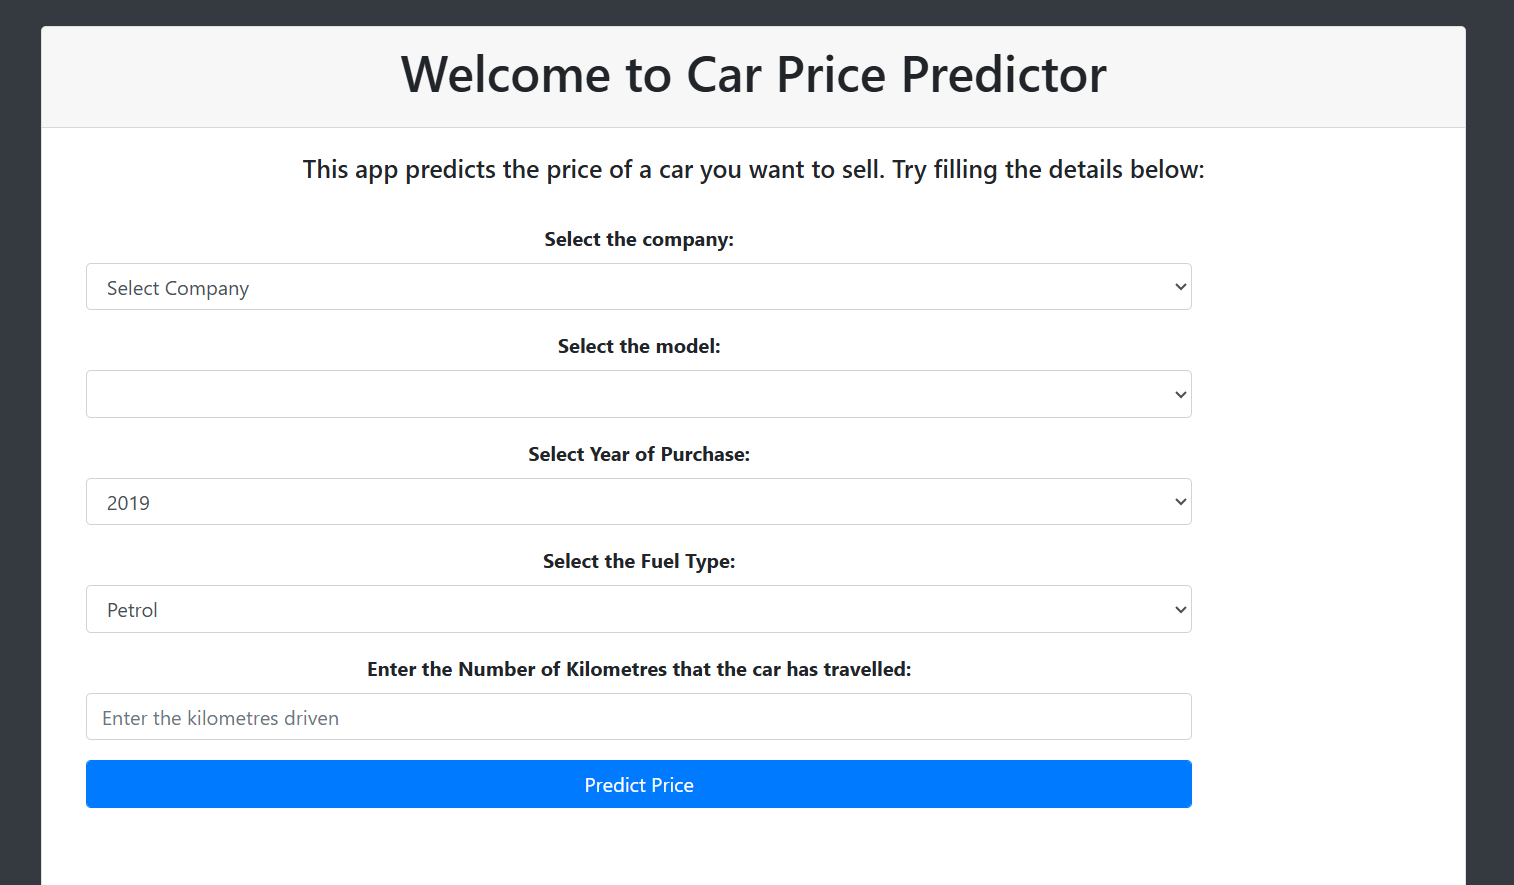 Welcome to Car Price Predictor
This app predicts the price of a car you want to sell. Try filling the details below:
Select the company:
Select Company
Select the model:
Select Year of Purchase:
2019
Select the Fuel Type:
Petrol
Enter the Number of Kilometres that the car has travelled:
Enter the kilometres driven
Predict Price